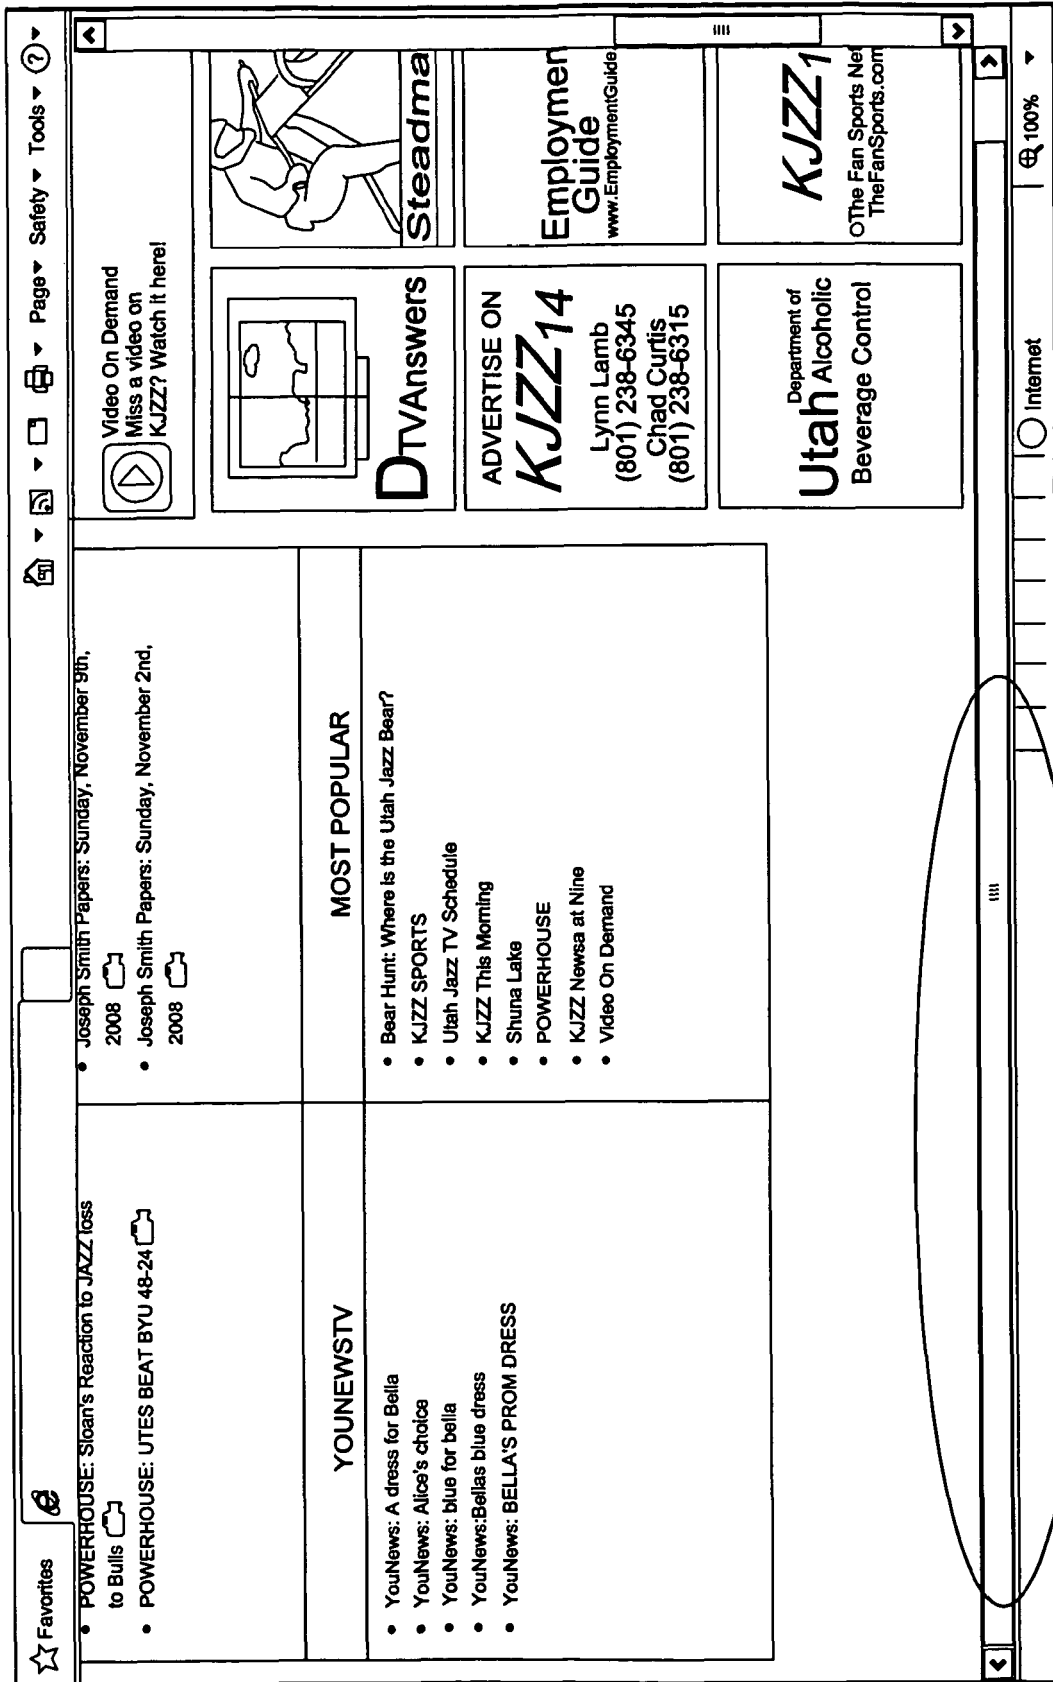 Favorites
Page
Safety
Tools
?
• POWERHOUSE: Sloan's Reaction to JAZZ loss
to Bulls
• POWERHOUSE: UTES BEAT BYU 48-24
• Joseph Smith Papers: Sunday, November 9th,
2008
• Joseph Smith Papers: Sunday, November 2nd,
2008
YOUNEWSTV
• YouNews: A dress for Bella
• YouNews: Alice's choice
• YouNews: blue for bella
• YouNews:Bellas blue dress
• YouNews: BELLA'S PROM DRESS
MOST POPULAR
• Bear Hunt: Where is the Utah Jazz Bear?
• KJZZ SPORTS
• Utah Jazz TV Schedule
• KJZZ This Morning
• Shuna Lake
• POWERHOUSE
• KJZZ Newsa at Nine
• Video On Demand
Video On Demand
Miss a video on
KJZZ? Watch it here!
DTVAnswers
Steadma
ADVERTISE ON
KJZZ14
Lynn Lamb
(801) 238-6345
Chad Curtis
(801) 238-6315
Employmen
Guide
www.EmploymentGuide
Department of
Utah Alcoholic
Beverage Control
KJZZ1
OThe Fan Sports Net
TheFanSports.com
Internet
100%